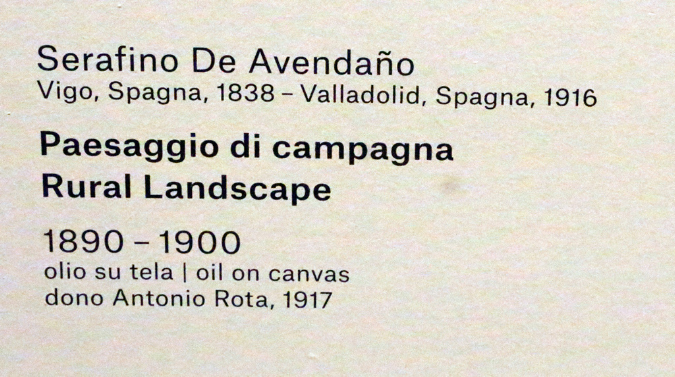 Serafino De Avendaño
Vigo, Spagna, 1838 – Valladolid, Spagna, 1916
Paesaggio di campagna
Rural Landscape
1890 – 1900
olio su tela | oil on canvas
dono Antonio Rota, 1917